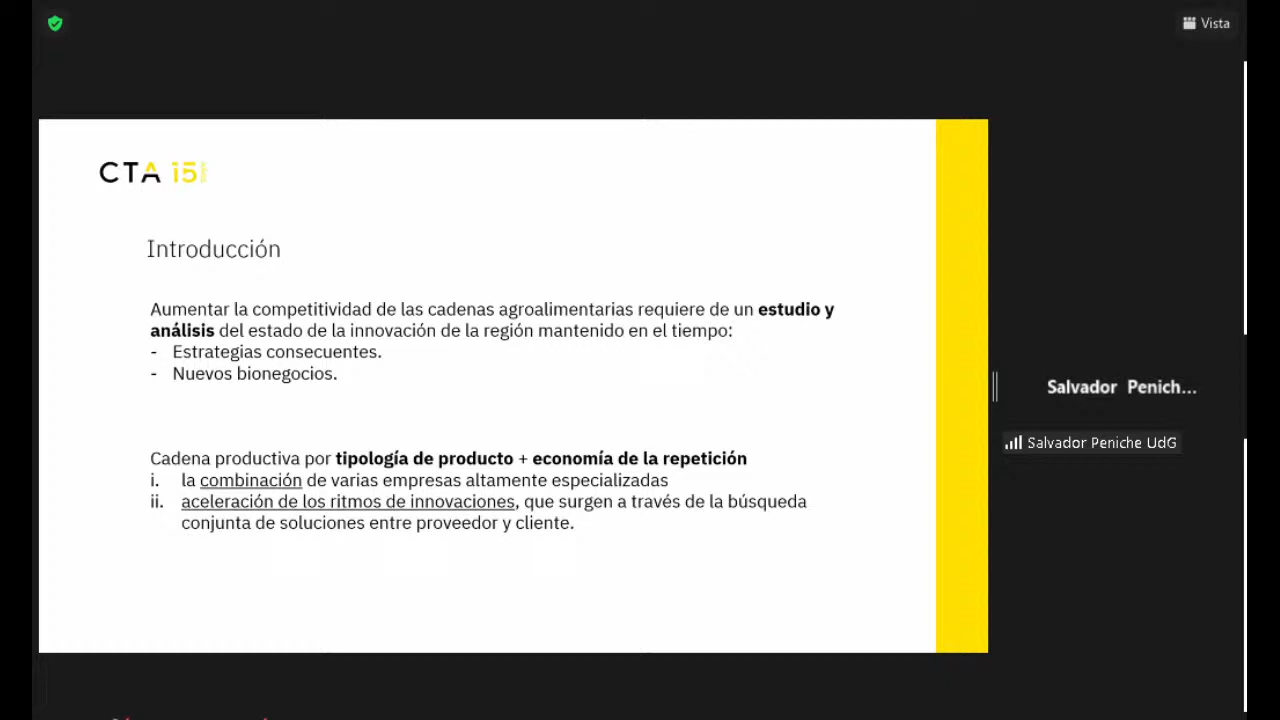 Vista
CTA 15
Introducción
Aumentar la competitividad de las cadenas agroalimentarias requiere de un estudio y
análisis del estado de la innovación de la región mantenido en el tiempo:
- Estrategias consecuentes.
- Nuevos bionegocios.
Cadena productiva por tipología de producto + economía de la repetición
i. la combinación de varias empresas altamente especializadas
ii. aceleración de los ritmos de innovaciones, que surgen a través de la búsqueda
conjunta de soluciones entre proveedor y cliente.
Salvador Penich...
Salvador Peniche UdG